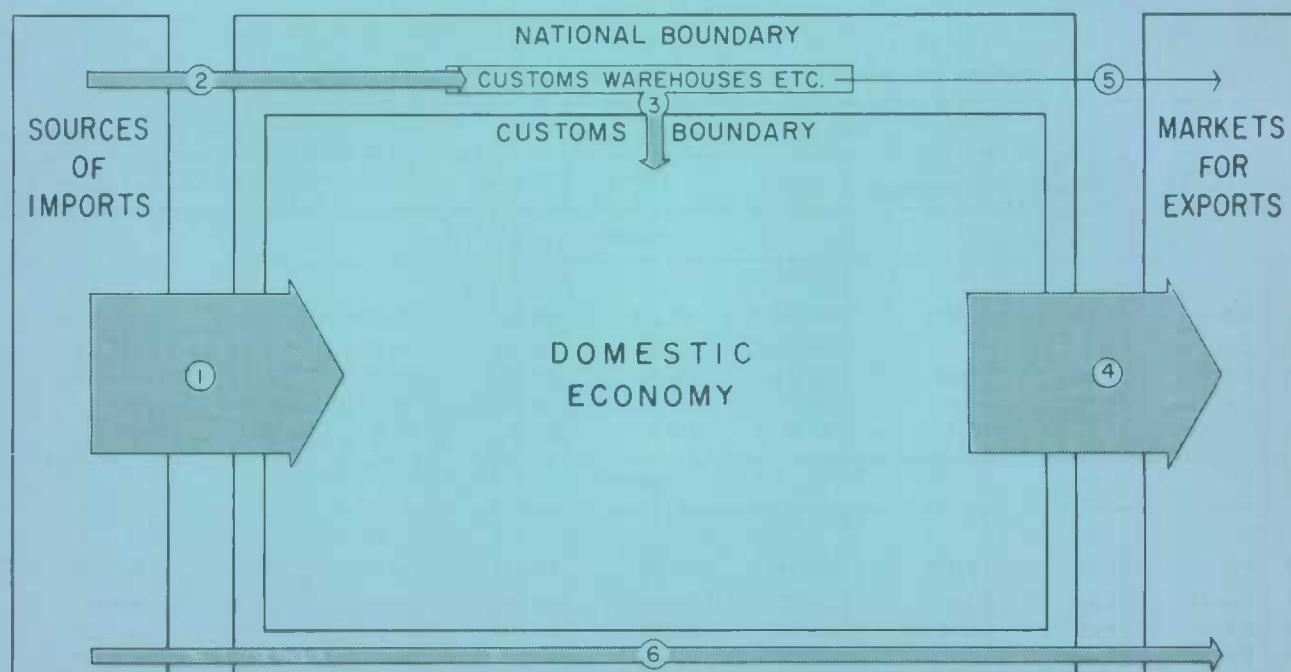 NATIONAL BOUNDARY
2
CUSTOMS WAREHOUSES ETC.
5
3
CUSTOMS BOUNDARY
SOURCES
OF
IMPORTS
MARKETS
FOR
EXPORTS
1
DOMESTIC
ECONOMY
4
6